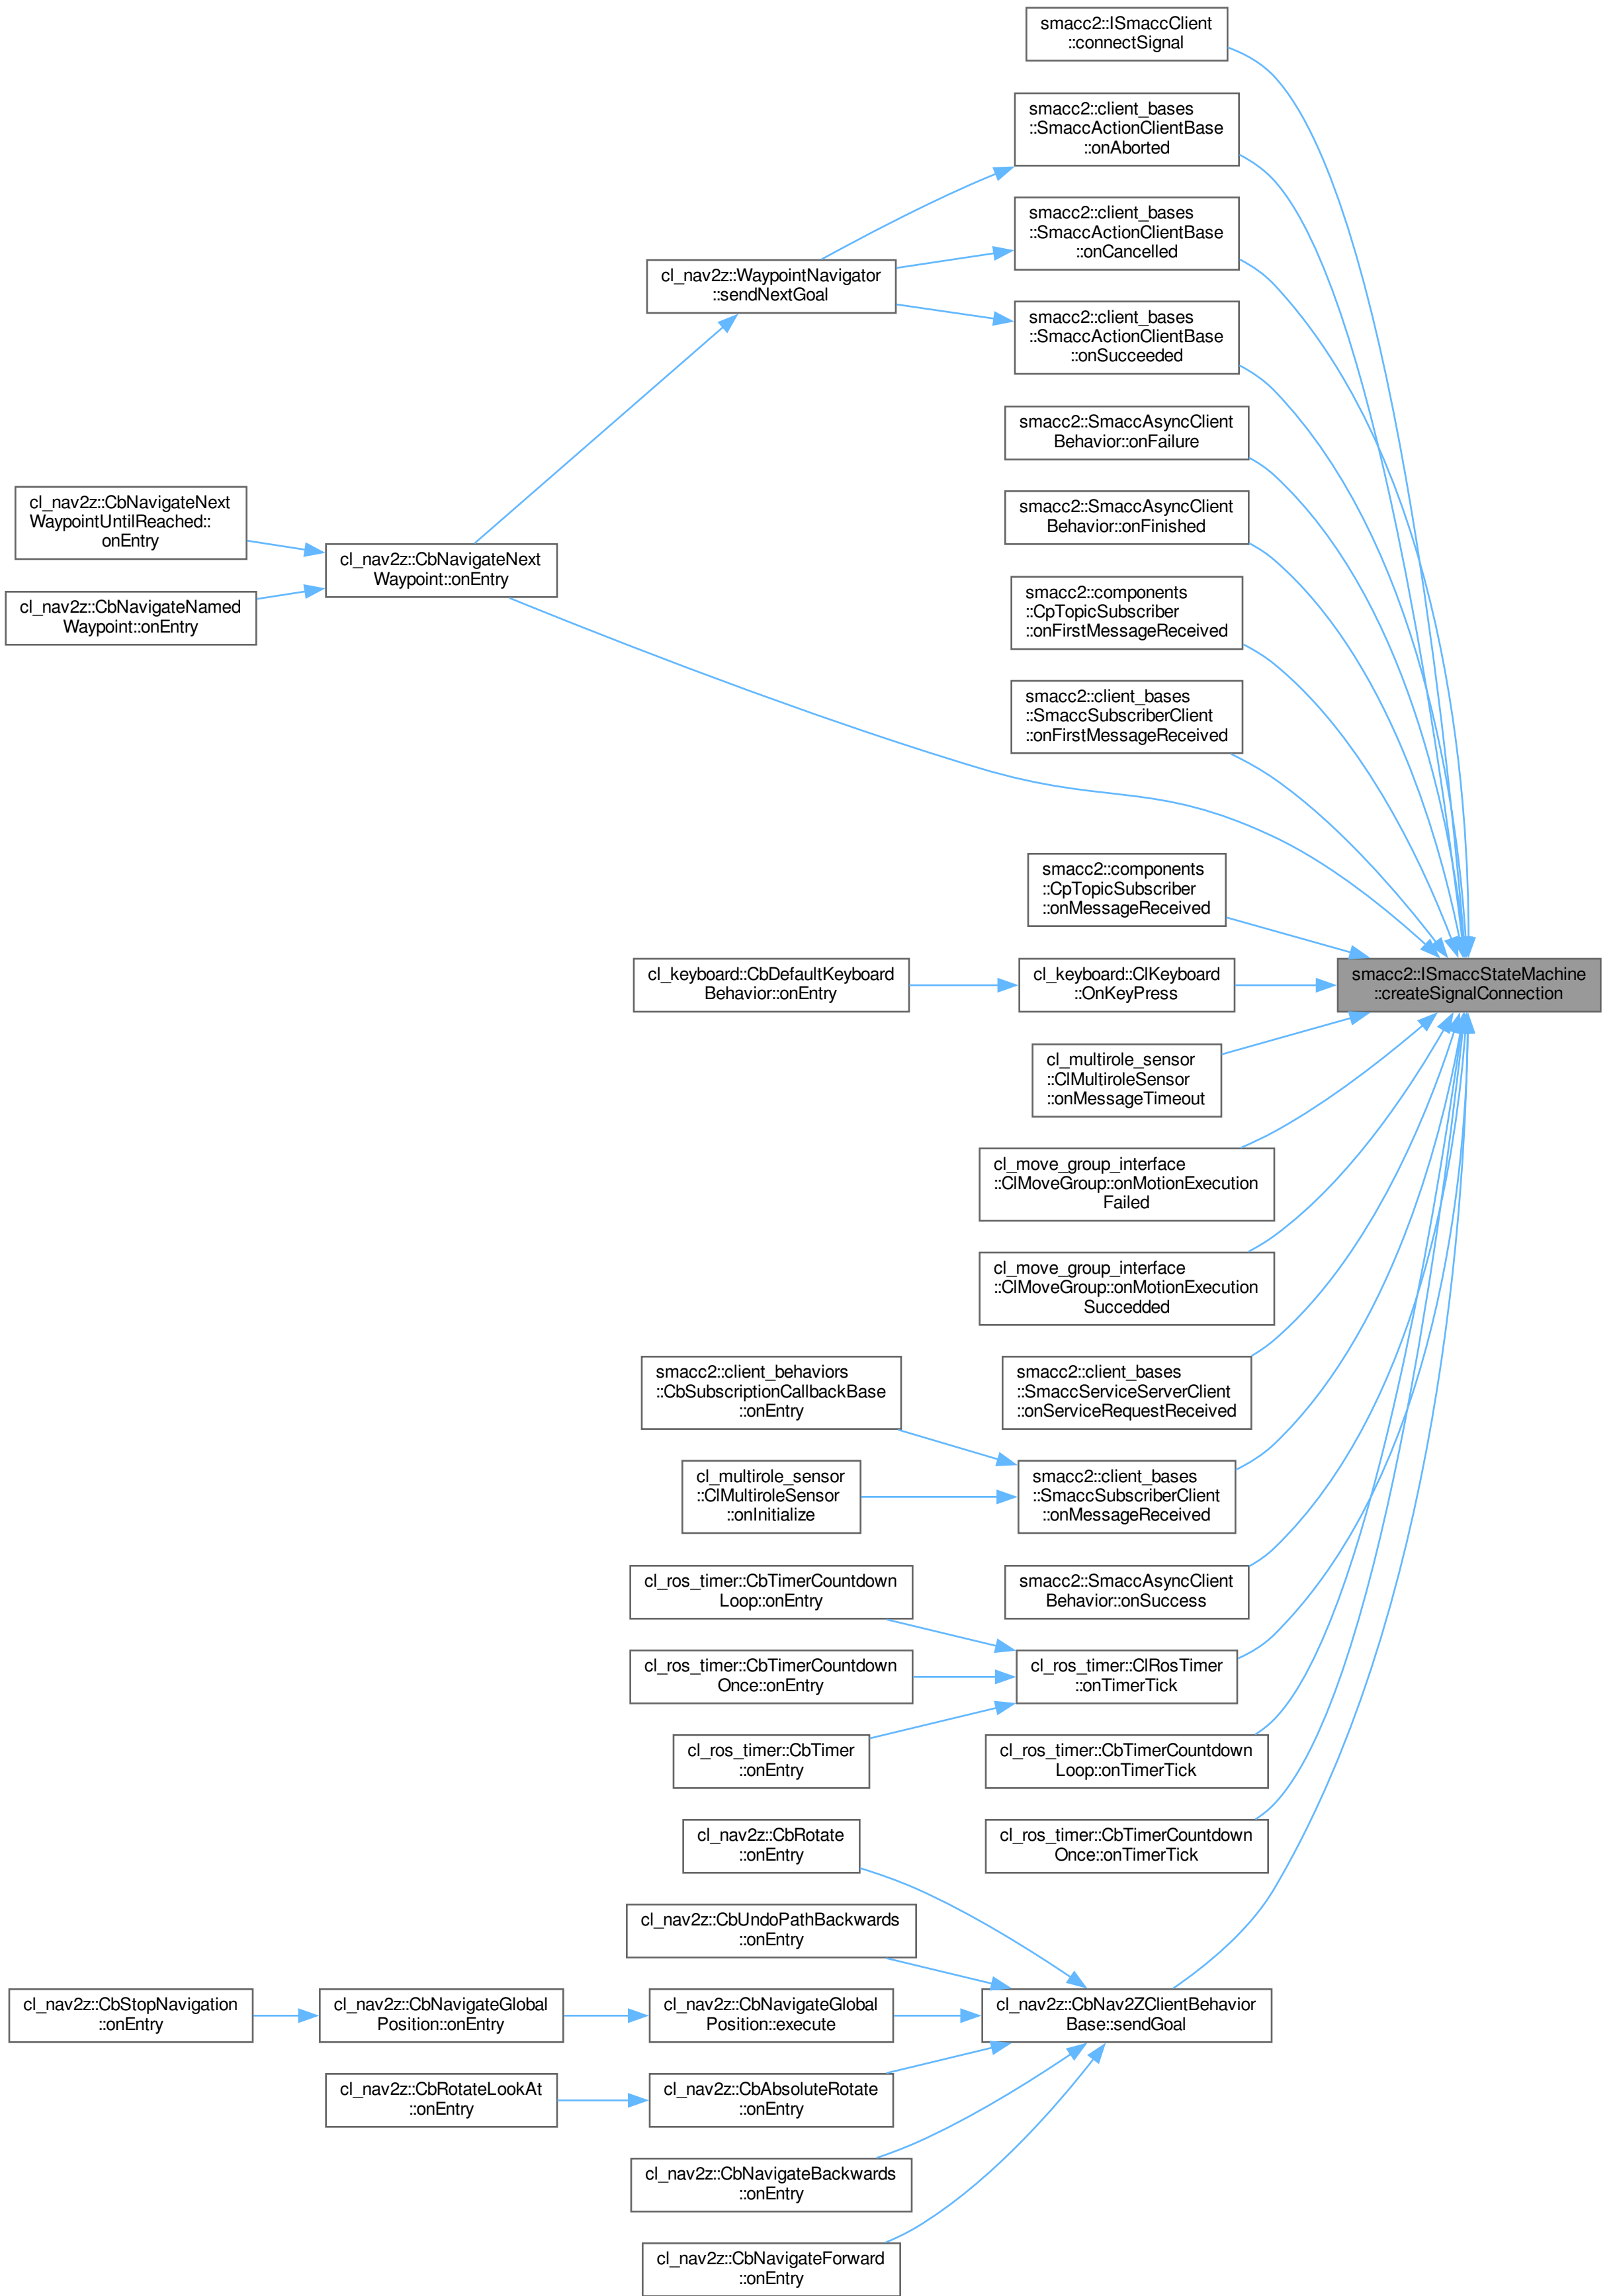 smacc2::ISmaccClient
::connectSignal
smacc2::client_bases
::SmaccActionClientBase
::onAborted
smacc2::client_bases
::SmaccActionClientBase
::onCancelled
cl_nav2z::WaypointNavigator
::sendNextGoal
smacc2::client_bases
::SmaccActionClientBase
::onSucceeded
smacc2::SmaccAsyncClient
Behavior::onFailure
cl_nav2z::CbNavigateNext
WaypointUntilReached::
onEntry
smacc2::SmaccAsyncClient
Behavior::onFinished
cl_nav2z::CbNavigateNext
Waypoint::onEntry
cl_nav2z::CbNavigateNamed
Waypoint::onEntry
smacc2::components
::CpTopicSubscriber
::onFirstMessageReceived
smacc2::client_bases
::SmaccSubscriberClient
::onFirstMessageReceived
smacc2::components
::CpTopicSubscriber
::onMessageReceived
cl_keyboard::CbDefaultKeyboard
Behavior::onEntry
cl_keyboard::ClKeyboard
::OnKeyPress
smacc2::ISmaccStateMachine
::createSignalConnection
cl_multirole_sensor
::ClMultiroleSensor
::onMessageTimeout
cl_move_group_interface
::ClMoveGroup::onMotionExecution
Failed
cl_move_group_interface
::ClMoveGroup::onMotionExecution
Succedded
smacc2::client_behaviors
::CbSubscriptionCallbackBase
::onEntry
smacc2::client_bases
::SmaccServiceServerClient
::onServiceRequestReceived
cl_multirole_sensor
::ClMultiroleSensor
::onInitialize
smacc2::client_bases
::SmaccSubscriberClient
::onMessageReceived
cl_ros_timer::CbTimerCountdown
Loop::onEntry
smacc2::SmaccAsyncClient
Behavior::onSuccess
cl_ros_timer::CbTimerCountdown
Once::onEntry
cl_ros_timer::ClRosTimer
::onTimerTick
cl_ros_timer::CbTimer
::onEntry
cl_ros_timer::CbTimerCountdown
Loop::onTimerTick
cl_nav2z::CbRotate
::onEntry
cl_ros_timer::CbTimerCountdown
Once::onTimerTick
cl_nav2z::CbUndoPathBackwards
::onEntry
cl_nav2z::CbStopNavigation
::onEntry
cl_nav2z::CbNavigateGlobal
Position::onEntry
cl_nav2z::CbNavigateGlobal
Position::execute
cl_nav2z::CbNav2ZClientBehavior
Base::sendGoal
cl_nav2z::CbRotateLookAt
::onEntry
cl_nav2z::CbAbsoluteRotate
::onEntry
cl_nav2z::CbNavigateBackwards
::onEntry
cl_nav2z::CbNavigateForward
::onEntry